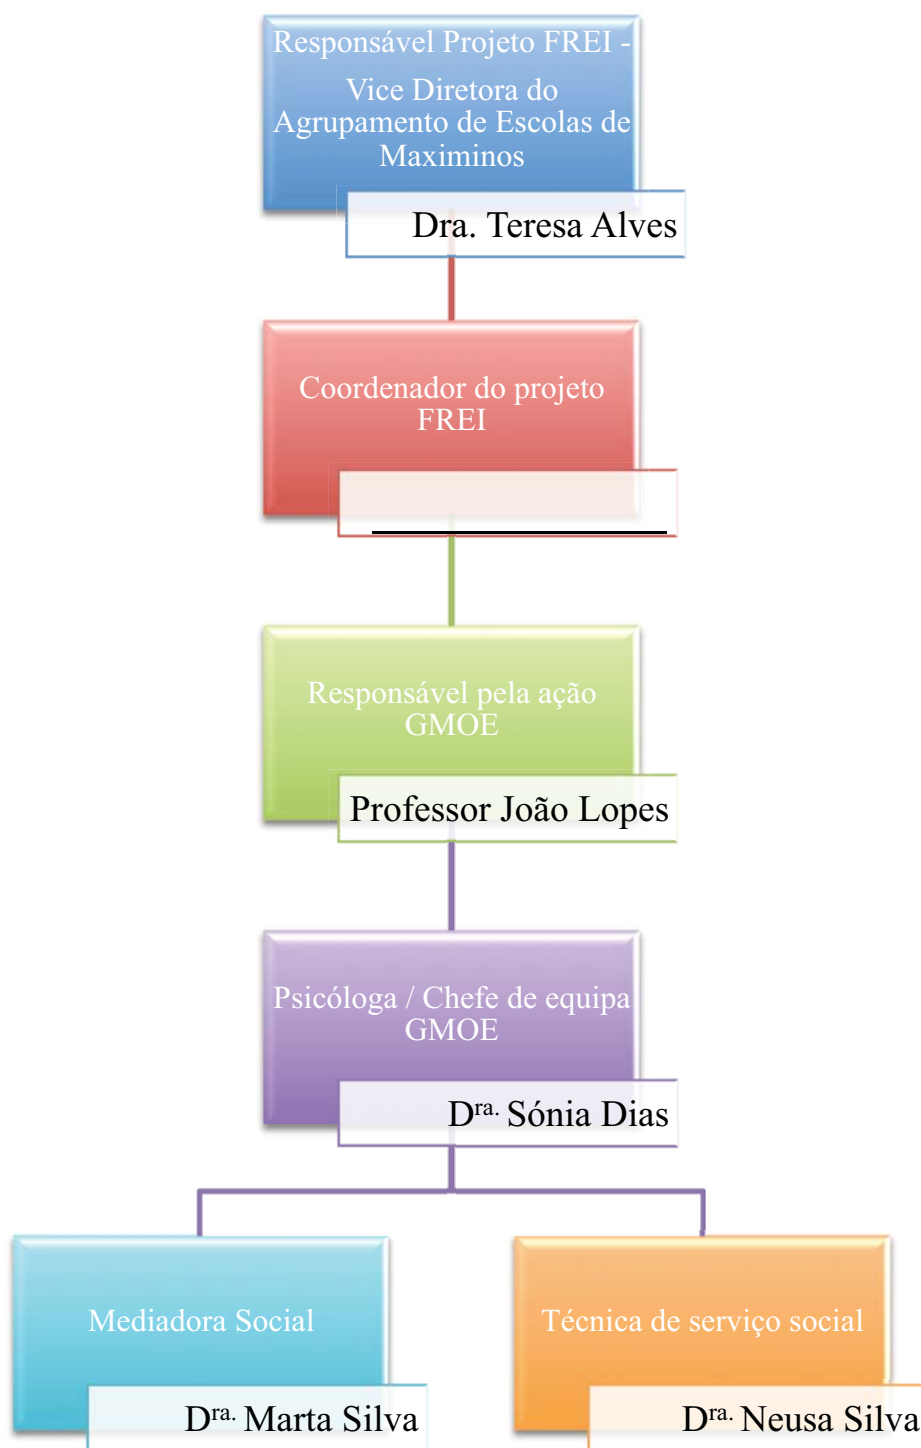 Responsável Projeto FREI -
Vice Diretora do
Agrupamento de Escolas de
Maximinos
Dra. Teresa Alves
Coordenador do projeto
FREI
Responsável pela ação
GMOE
Professor João Lopes
Psicóloga / Chefe de equipa
GMOE
Dra. Sónia Dias
Mediadora Social
Dra. Marta Silva
Técnica de serviço social
Dra. Neusa Silva